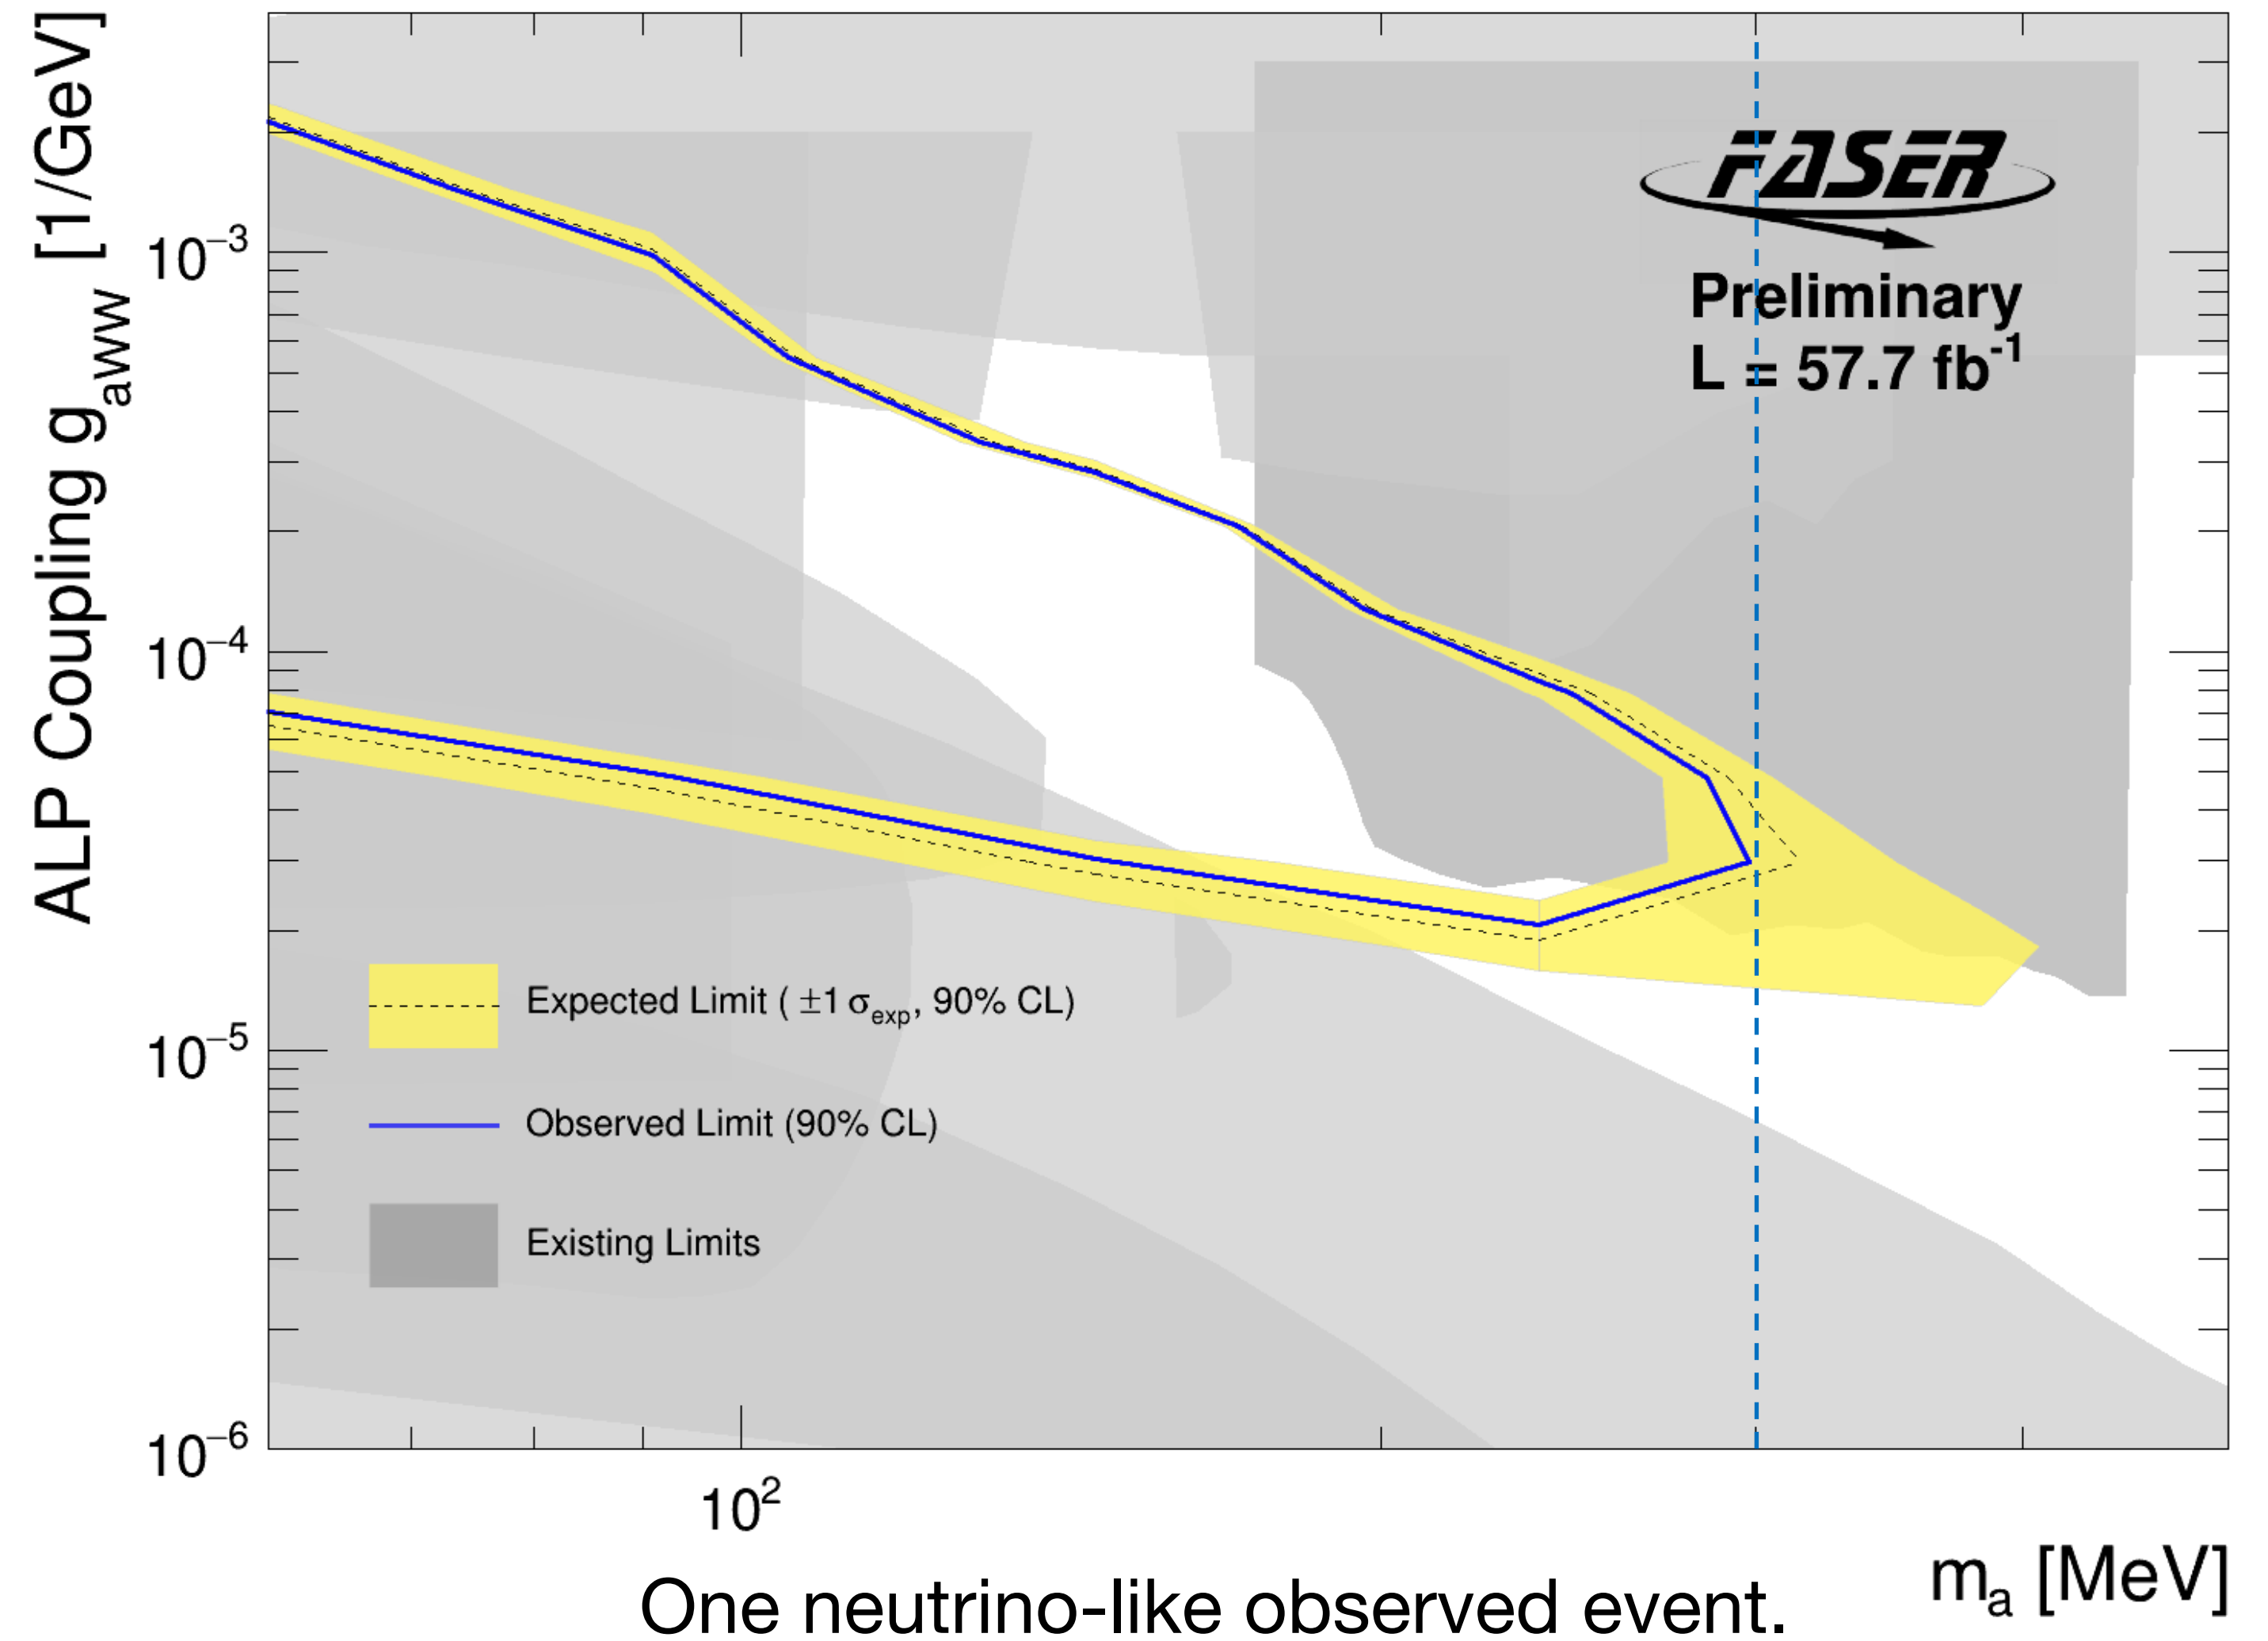 ALP Coupling g_aWW [1/GeV]
10⁻³
10⁻⁴
10⁻⁵
10⁻⁶
FASER
Preliminary
L = 57.7 fb⁻¹
Expected Limit ( ±1 σ_exp, 90% CL)
Observed Limit (90% CL)
Existing Limits
10²
m_a [MeV]
One neutrino-like observed event.